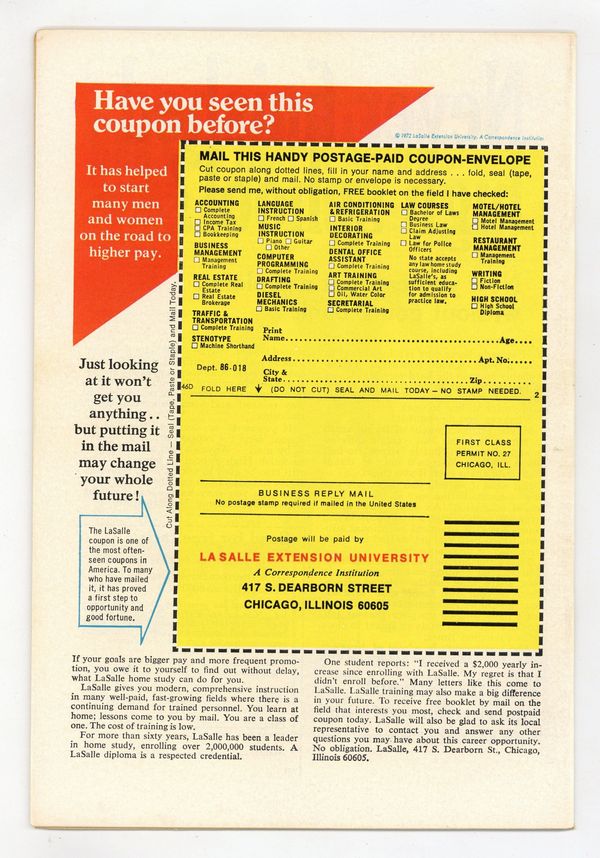 Have you seen this
coupon before?
© 1972 LaSalle Extension University, A Correspondence Institution
It has helped
to start
many men
and women
on the road to
higher pay.
MAIL THIS HANDY POSTAGE-PAID COUPON-ENVELOPE
Cut coupon along dotted lines, fill in your name and address . . . fold, seal (tape,
paste or staple) and mail. No stamp or envelope is necessary.
Please send me, without obligation, FREE booklet on the field I have checked:
ACCOUNTING
☐ Complete
Accounting
☐ Income Tax
☐ CPA Training
☐ Bookkeeping
BUSINESS
MANAGEMENT
☐ Management
Training
REAL ESTATE
☐ Complete Real
Estate
☐ Real Estate
Brokerage
TRAFFIC &
TRANSPORTATION
☐ Complete Training
STENOTYPE
☐ Machine Shorthand
LANGUAGE
INSTRUCTION
☐ French ☐ Spanish
MUSIC
INSTRUCTION
☐ Piano ☐ Guitar
☐ Other
COMPUTER
PROGRAMMING
☐ Complete Training
DRAFTING
☐ Complete Training
DIESEL
MECHANICS
☐ Basic Training
AIR CONDITIONING
& REFRIGERATION
☐ Basic Training
INTERIOR
DECORATING
☐ Complete Training
DENTAL OFFICE
ASSISTANT
☐ Complete Training
ART TRAINING
☐ Complete Training
☐ Commercial Art
☐ Oil, Water Color
SECRETARIAL
☐ Complete Training
LAW COURSES
☐ Bachelor of Laws
Degree
☐ Business Law
☐ Claim Adjusting
Law
☐ Law for Police
Officers
No state accepts
any law home study
course, including
LaSalle's, as
sufficient educa-
tion to qualify
for admission to
practice law.
MOTEL/HOTEL
MANAGEMENT
☐ Motel Management
☐ Hotel Management
RESTAURANT
MANAGEMENT
☐ Management
Training
WRITING
☐ Fiction
☐ Non-Fiction
HIGH SCHOOL
☐ High School
Diploma
Print
Name Age
Address Apt. No.
City &
State Zip
Dept. 86-018
46D FOLD HERE (DO NOT CUT) SEAL AND MAIL TODAY — NO STAMP NEEDED. 2
Cut Along Dotted Line — Seal (Tape, Paste or Staple) and Mail Today.
Just looking
at it won't
get you
anything . .
but putting it
in the mail
may change
your whole
future!
The LaSalle
coupon is one of
the most often-
seen coupons in
America. To many
who have mailed
it, it has proved
a first step to
opportunity and
good fortune.
FIRST CLASS
PERMIT NO. 27
CHICAGO, ILL.
BUSINESS REPLY MAIL
No postage stamp required if mailed in the United States
Postage will be paid by
LA SALLE EXTENSION UNIVERSITY
A Correspondence Institution
417 S. DEARBORN STREET
CHICAGO, ILLINOIS 60605
If your goals are bigger pay and more frequent promo-
tion, you owe it to yourself to find out without delay,
what LaSalle home study can do for you.
LaSalle gives you modern, comprehensive instruction
in many well-paid, fast-growing fields where there is a
continuing demand for trained personnel. You learn at
home; lessons come to you by mail. You are a class of
one. The cost of training is low.
For more than sixty years, LaSalle has been a leader
in home study, enrolling over 2,000,000 students. A
LaSalle diploma is a respected credential.
One student reports: "I received a $2,000 yearly in-
crease since enrolling with LaSalle. My regret is that I
didn't enroll before." Many letters like this come to
LaSalle. LaSalle training may also make a big difference
in your future. To receive free booklet by mail on the
field that interests you most, check and send postpaid
coupon today. LaSalle will also be glad to ask its local
representative to contact you and answer any other
questions you may have about this career opportunity.
No obligation. LaSalle, 417 S. Dearborn St., Chicago,
Illinois 60605.